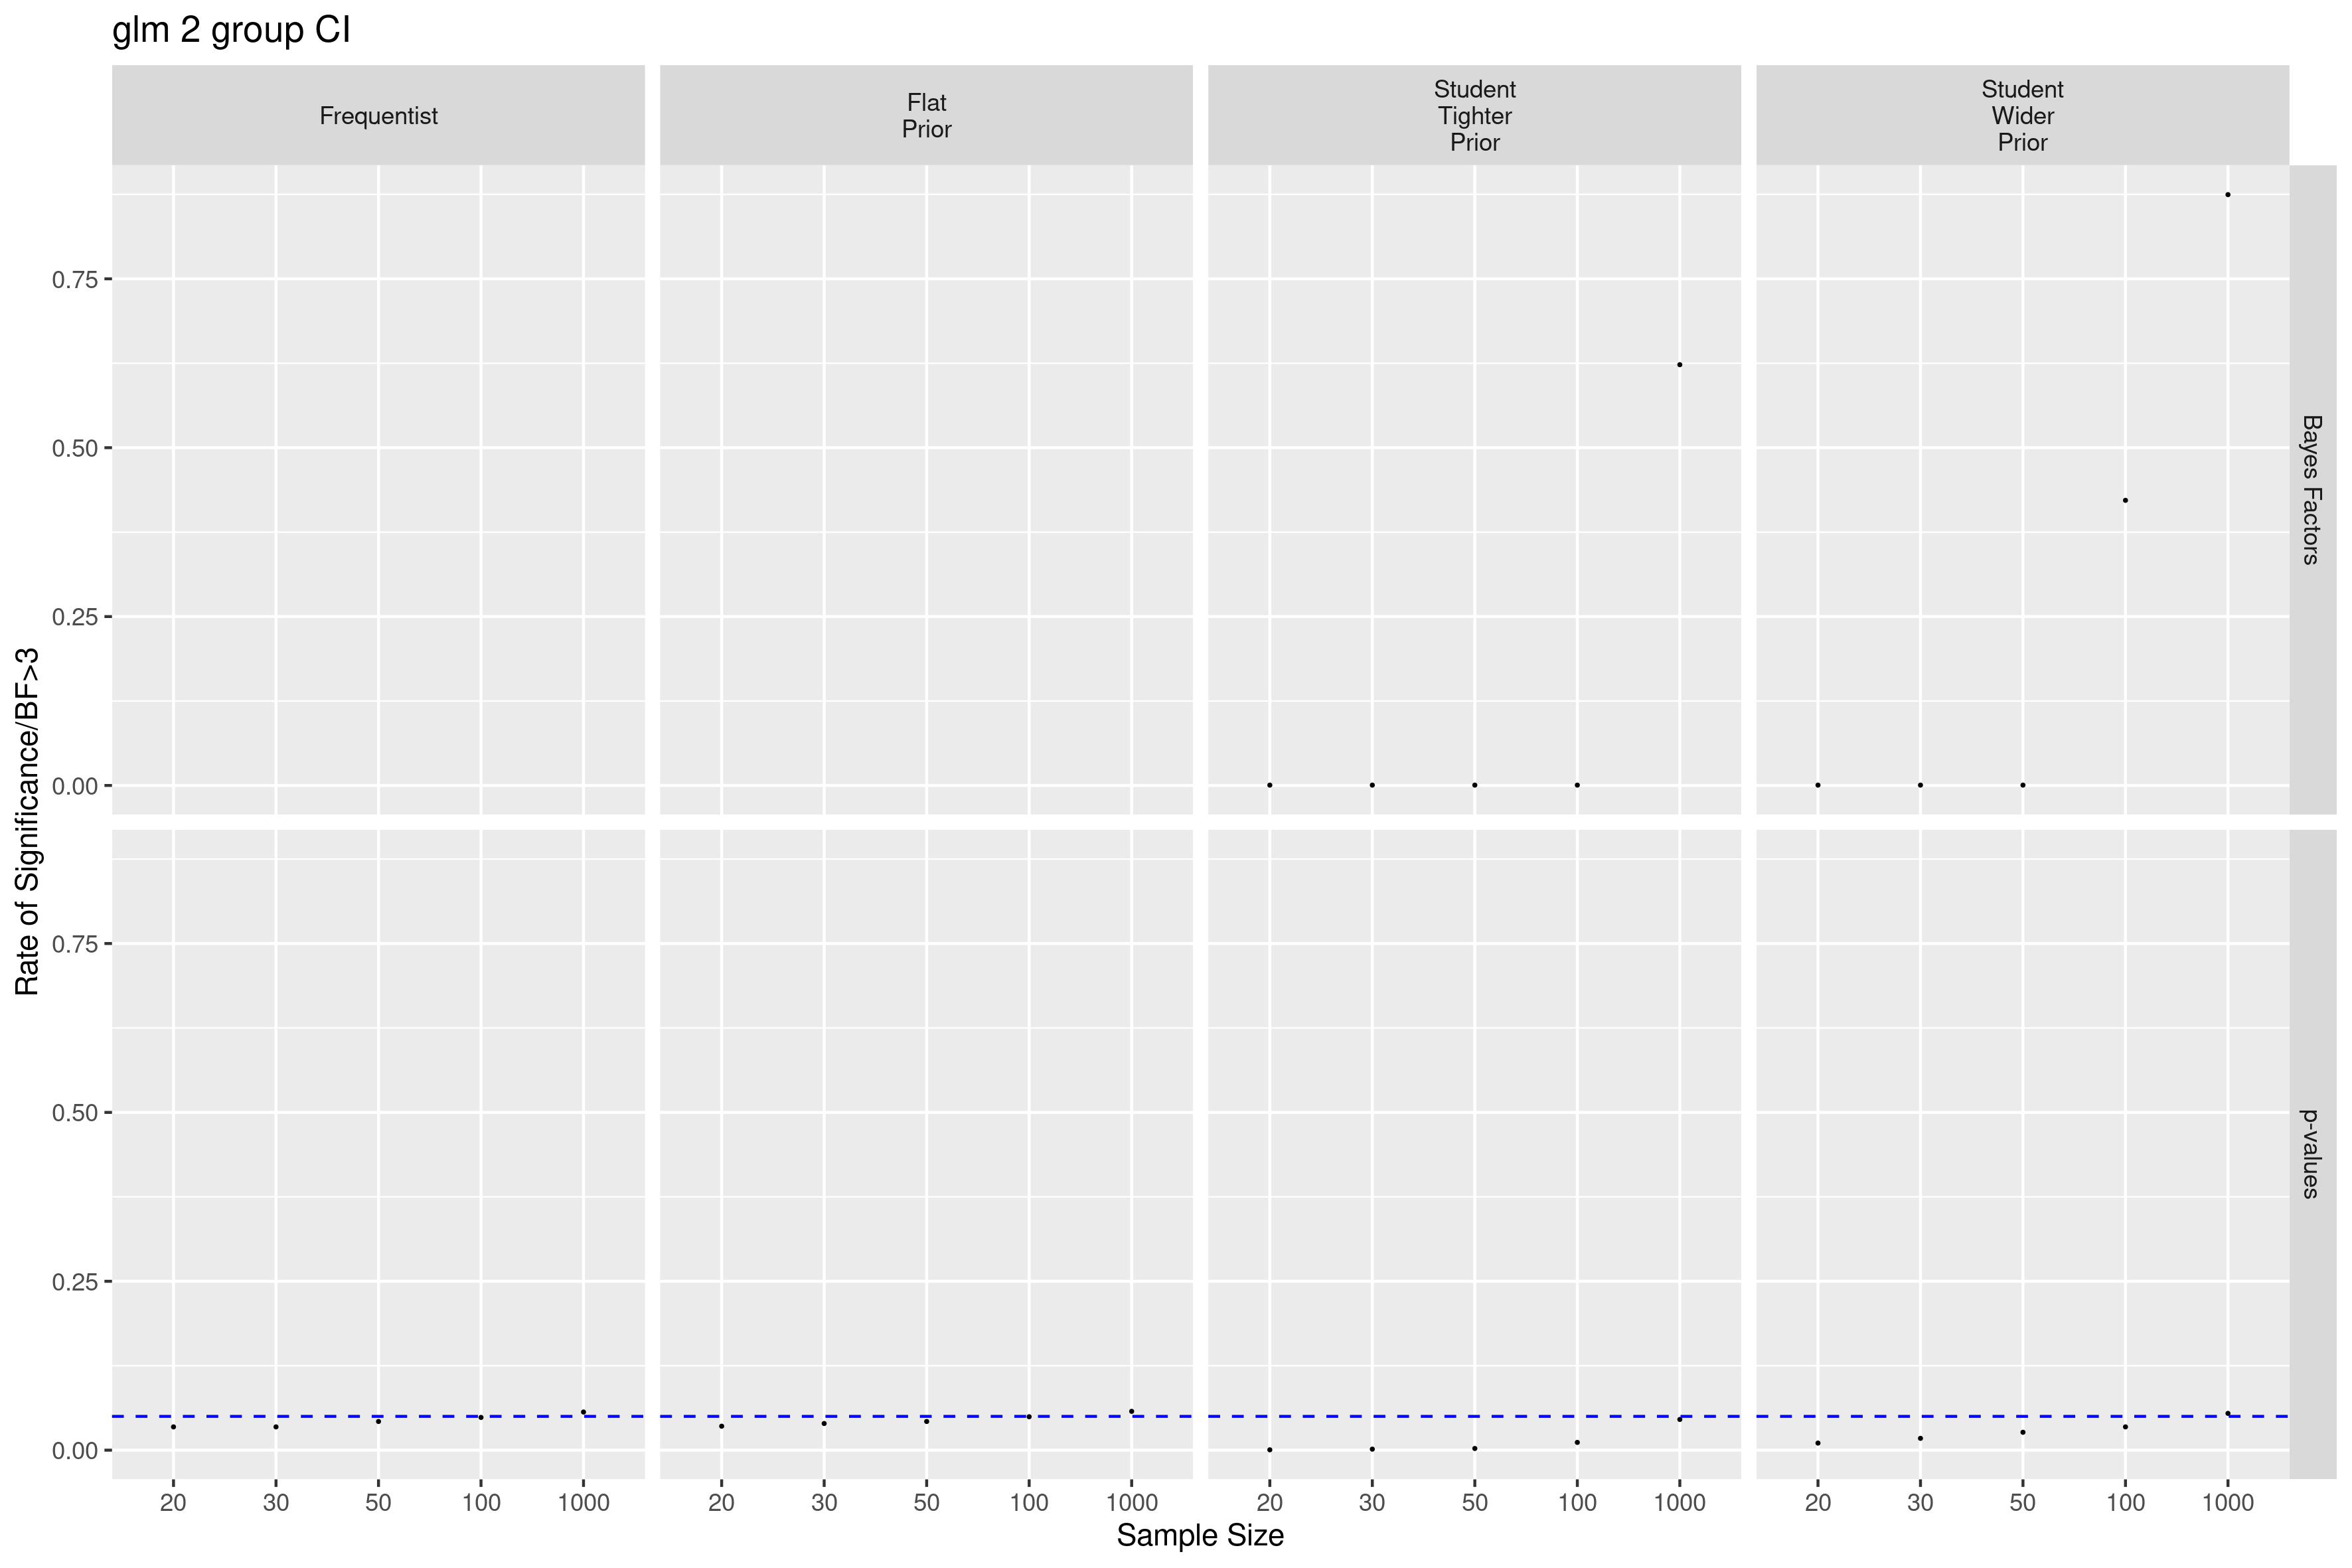 glm 2 group CI
Frequentist
Flat
Prior
Student
Tighter
Prior
Student
Wider
Prior
Rate of Significance/BF>3
0.75
0.50
0.25
0.00
Bayes Factors
0.75
0.50
0.25
0.00
p-values
20 30 50 100 1000 20 30 50 100 1000 20 30 50 100 1000 20 30 50 100 1000
Sample Size